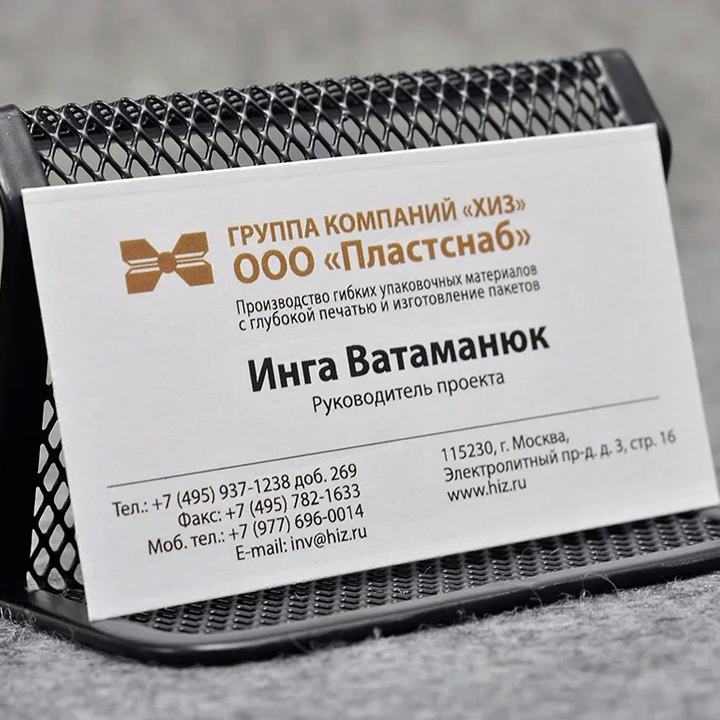 ГРУППА КОМПАНИЙ «ХИЗ»
ООО «Пластснаб»
Производство гибких упаковочных материалов
с глубокой печатью и изготовление пакетов
Инга Ватаманюк
Руководитель проекта
Тел.: +7 (495) 937-1238 доб. 269
Факс: +7 (495) 782-1633
Моб. тел.: +7 (977) 696-0014
E-mail: inv@hiz.ru
115230, г. Москва,
Электролитный пр-д. д. 3, стр. 16
www.hiz.ru